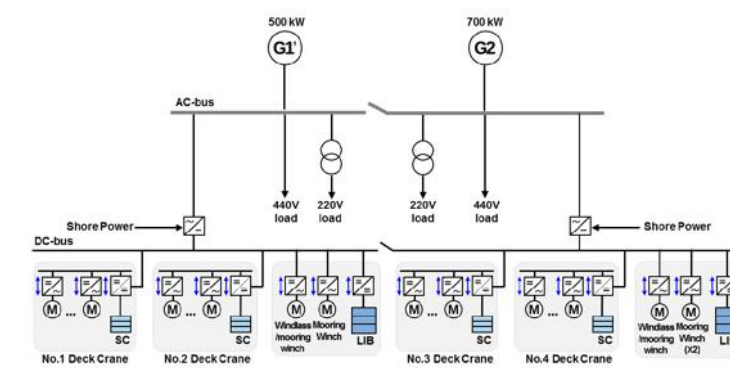 500 kW
700 kW
G1'
G2
AC-bus
440V
load
220V
load
220V
load
440V
load
Shore Power
Shore Power
DC-bus
M
...
M
M
...
M
M
M
M
...
M
M
...
M
M
M
SC
SC
Windlass
/mooring
winch
Mooring
Winch
LIB
SC
SC
Windlass
/mooring
winch
Mooring
Winch
(X2)
No.1 Deck Crane
No.2 Deck Crane
No.3 Deck Crane
No.4 Deck Crane